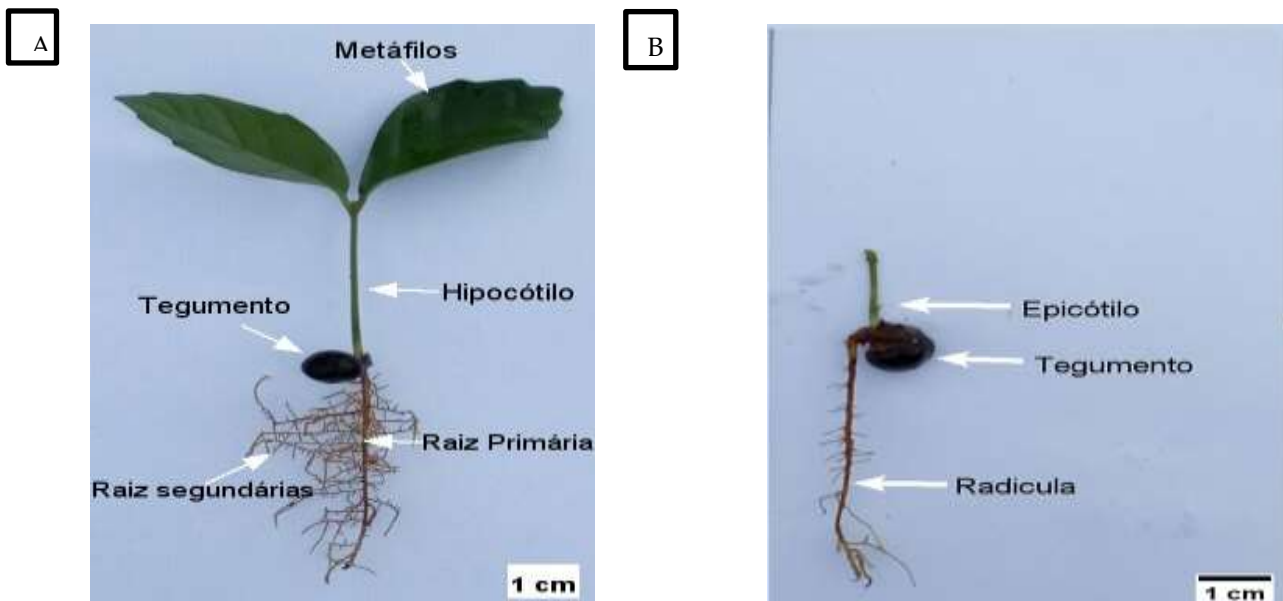 A
Metáfilos
Hipocótilo
Tegumento
Raiz Primária
Raiz segundárias
1 cm
B
Epicótilo
Tegumento
Radicula
1 cm